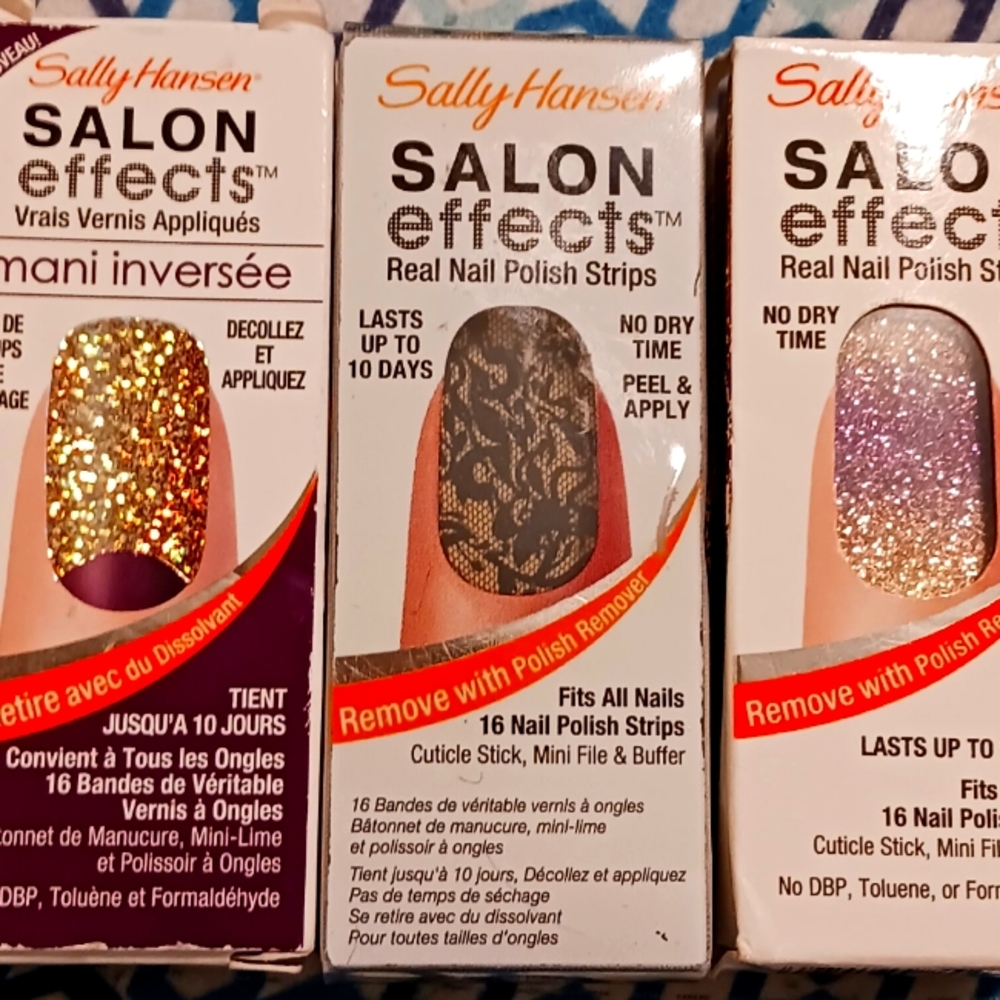 VEAU!
Sally Hansen
SALON
effects™
Vrais Vernis Appliqués
mani inversée
DE
DECOLLEZ
ET
APPLIQUEZ
Retire avec du Dissolvant
TIENT
JUSQU'A 10 JOURS
Convient à Tous les Ongles
16 Bandes de Véritable
Vernis à Ongles
tonnet de Manucure, Mini-Lime
et Polissoir à Ongles
DBP, Toluène et Formaldéhyde
Sally Hansen
SALON
effects™
Real Nail Polish Strips
LASTS
UP TO
10 DAYS
NO DRY
TIME
PEEL &
APPLY
Remove with Polish Remover
Fits All Nails
16 Nail Polish Strips
Cuticle Stick, Mini File & Buffer
16 Bandes de véritable vernis à ongles
Bâtonnet de manucure, mini-lime
et polissoir à ongles
Tient jusqu'à 10 jours, Décollez et appliquez
Pas de temps de séchage
Se retire avec du dissolvant
Pour toutes tailles d'ongles
Sally
SALO
effect
Real Nail Polish St
NO DRY
TIME
Remove with Polish Re
LASTS UP TO
Fits
16 Nail Polis
Cuticle Stick, Mini Fil
No DBP, Toluene, or Form